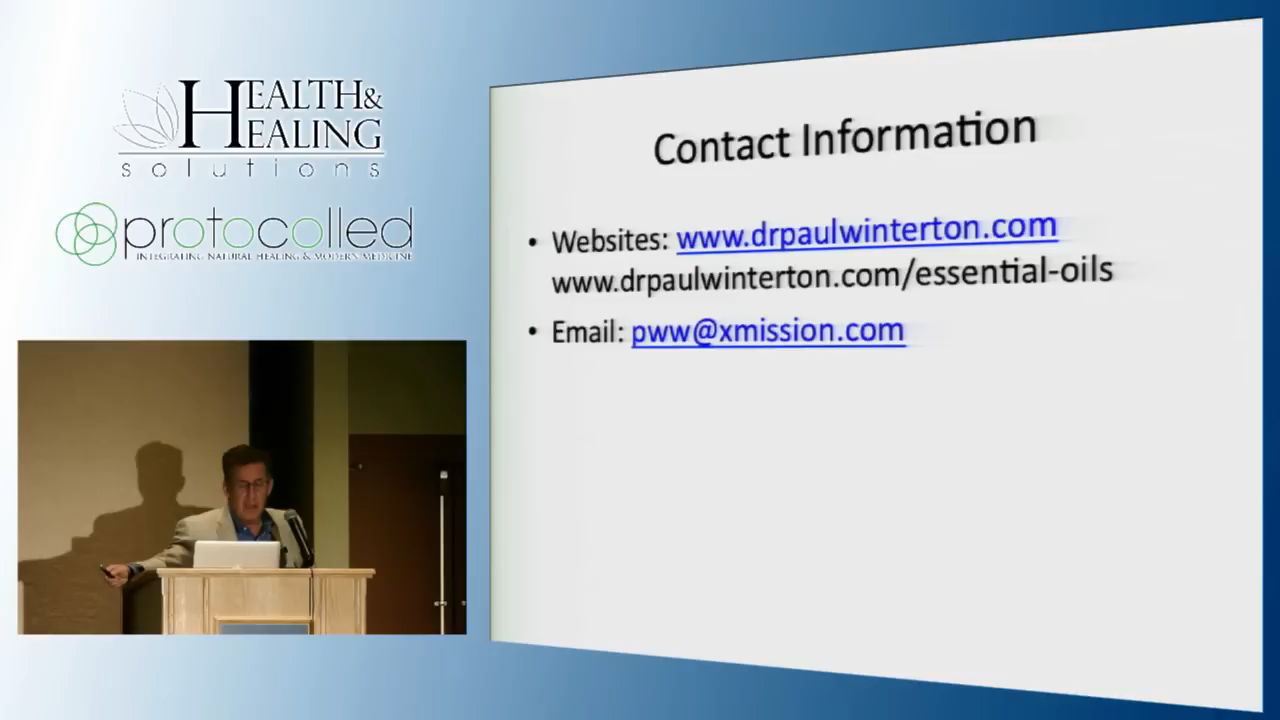 HEALTH &
HEALING
solutions
protocolled
INTEGRATING NATURAL HEALING & MODERN MEDICINE
Contact Information
• Websites: www.drpaulwinterton.com
www.drpaulwinterton.com/essential-oils
• Email: pww@xmission.com